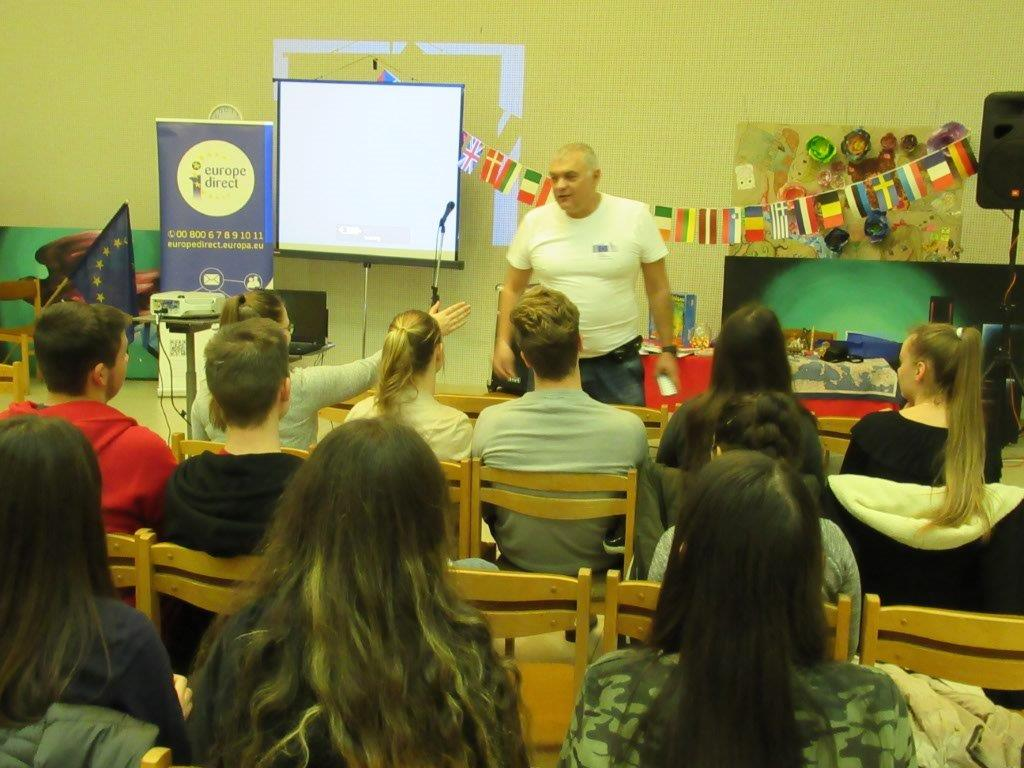 europe
direct
00 800 6 7 8 9 10 11
europedirect.europa.eu